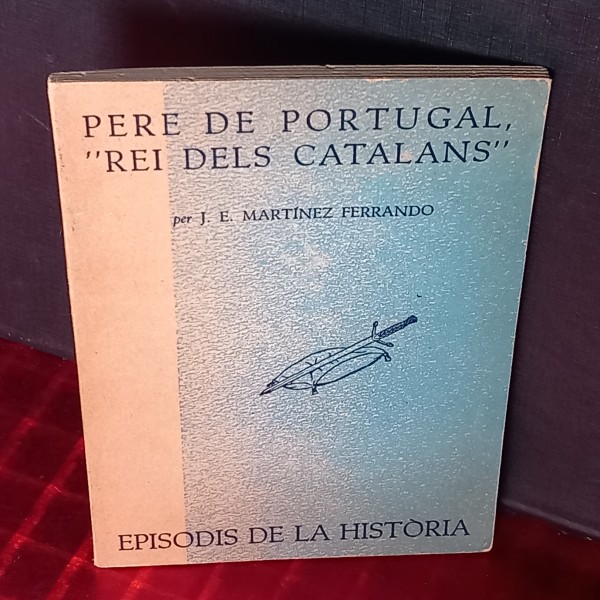 PERE DE PORTUGAL,
"REI DELS CATALANS"
per J. E. MARTÍNEZ FERRANDO
EPISODIS DE LA HISTÒRIA